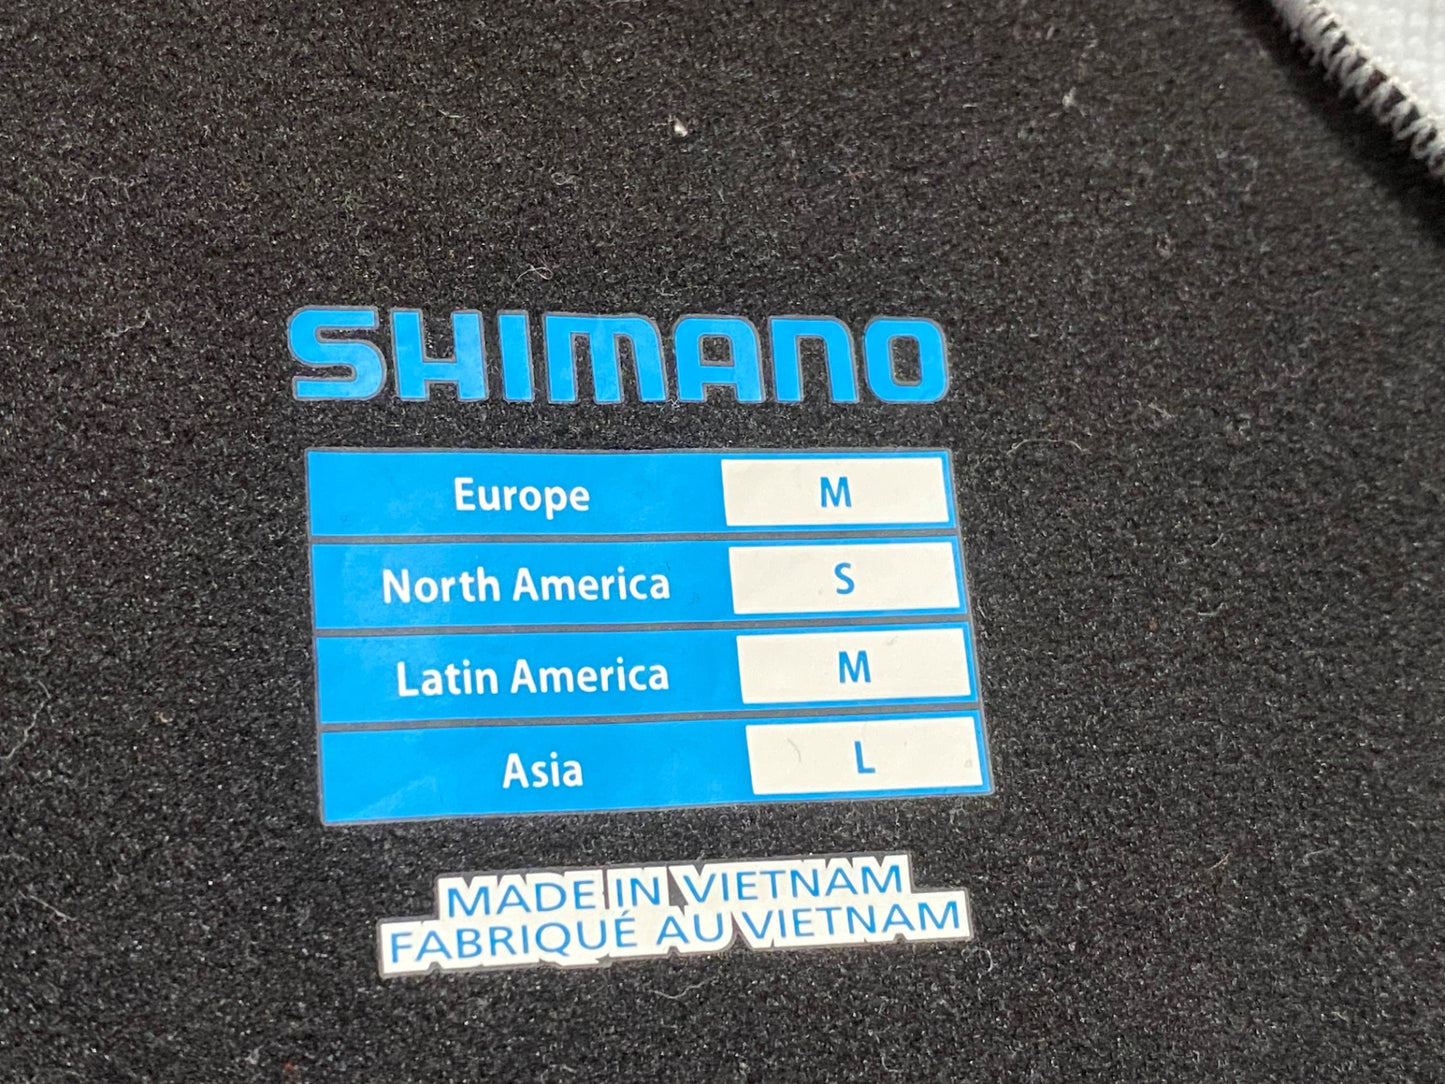 SHIMANO
Europe M
North America S
Latin America M
Asia L
MADE IN VIETNAM
FABRIQUÉ AU VIETNAM